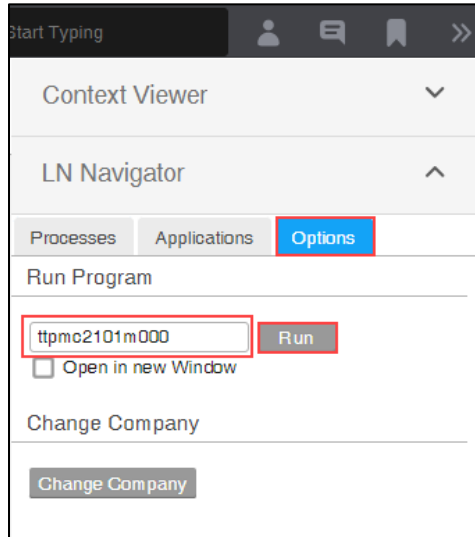 Start Typing
Context Viewer
LN Navigator
Processes Applications Options
Run Program
ttpmc2101m000 Run
Open in new Window
Change Company
Change Company